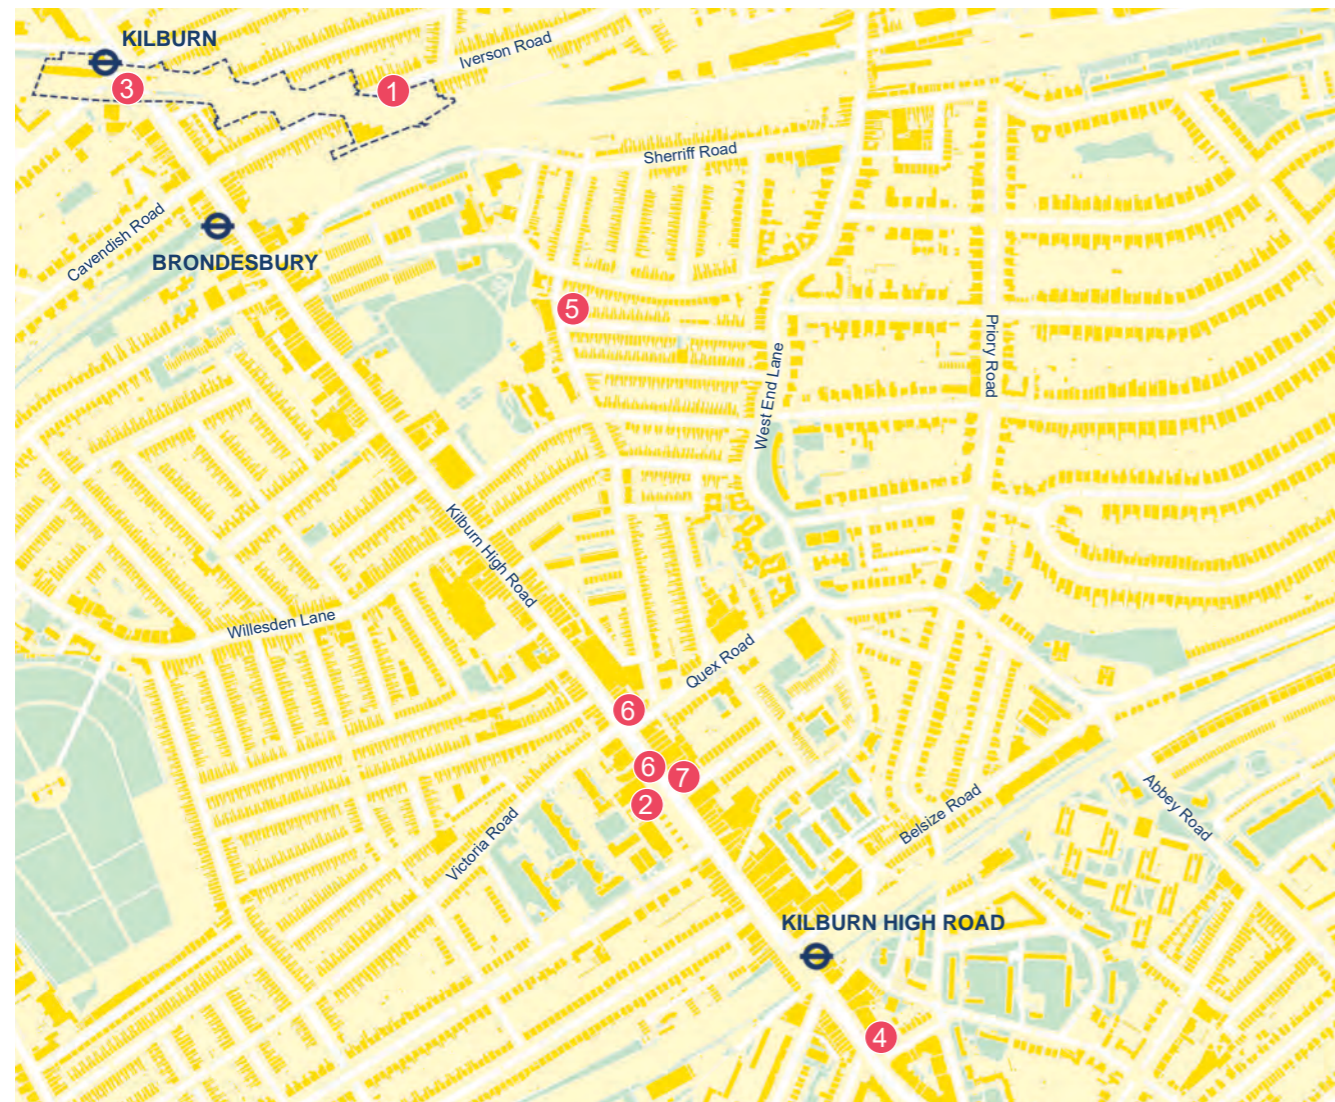 KILBURN
Iverson Road
3
1
Sherriff Road
Cavendish Road
BRONDESBURY
5
Priory Road
West End Lane
Kilburn High Road
Willesden Lane
Quex Road
6
6
7
2
Victoria Road
Belsize Road
Abbey Road
KILBURN HIGH ROAD
4